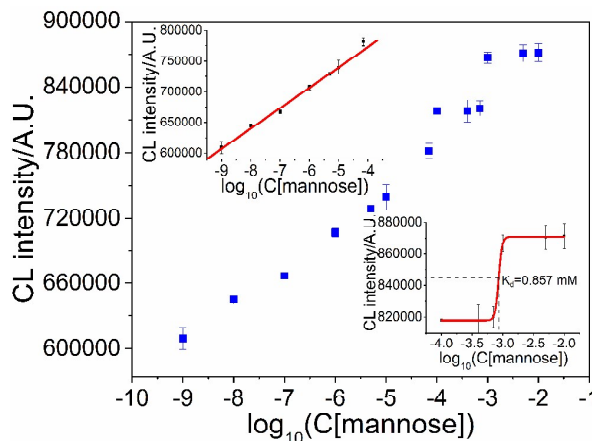 CL intensity/A.U.
900000
840000
780000
720000
660000
600000
-10 -9 -8 -7 -6 -5 -4 -3 -2 -1
log10(C[mannose])
CL intensity/A.U.
800000
750000
700000
650000
600000
-9 -8 -7 -6 -5 -4
log10(C[mannose])
CL intensity/A.U.
880000
860000
840000
820000
Kd=0.857 mM
-4.0 -3.5 -3.0 -2.5 -2.0
log10(C[mannose])